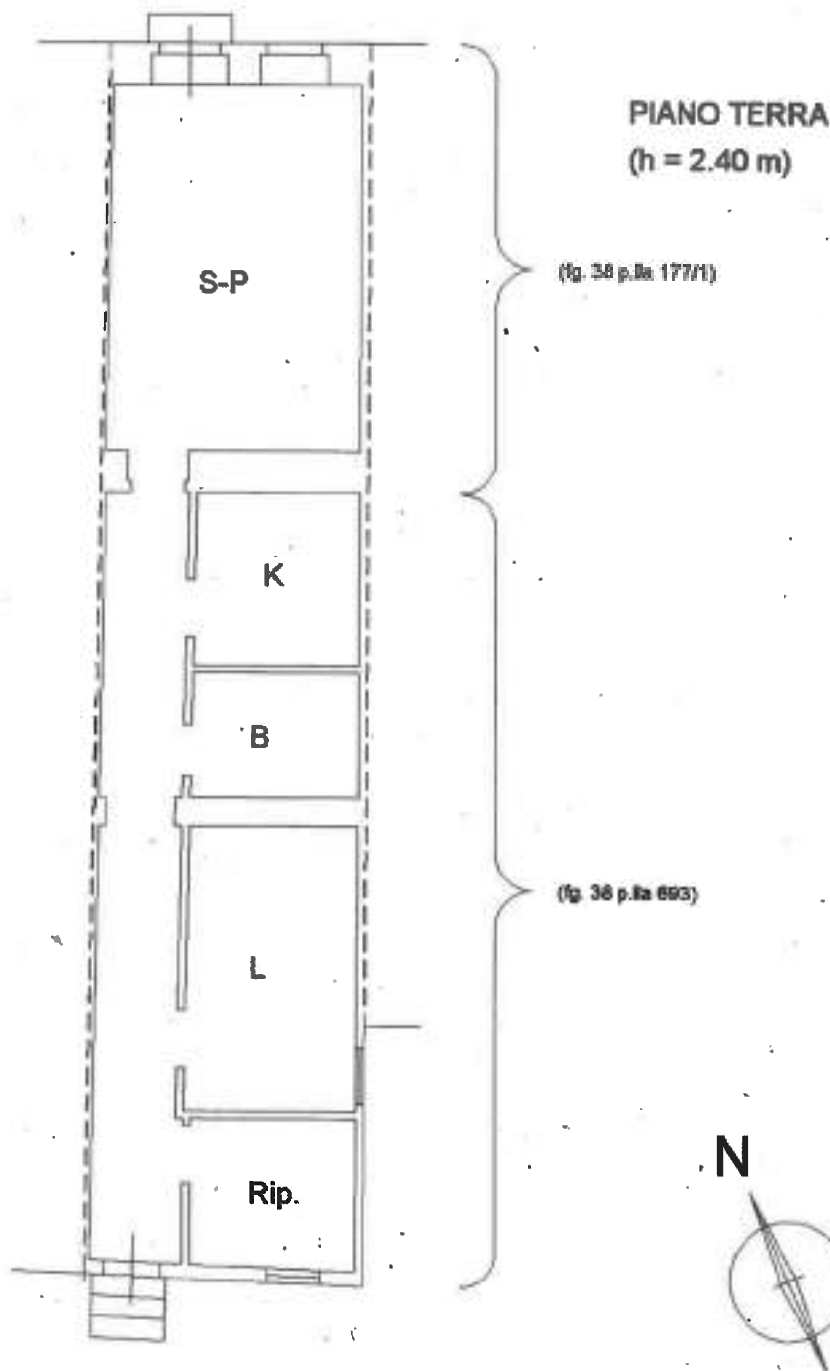 PIANO TERRA
(h = 2.40 m)
S-P
(fg. 38 p.lla 177/1)
K
B
(fg. 38 p.lla 693)
L
N
Rip.